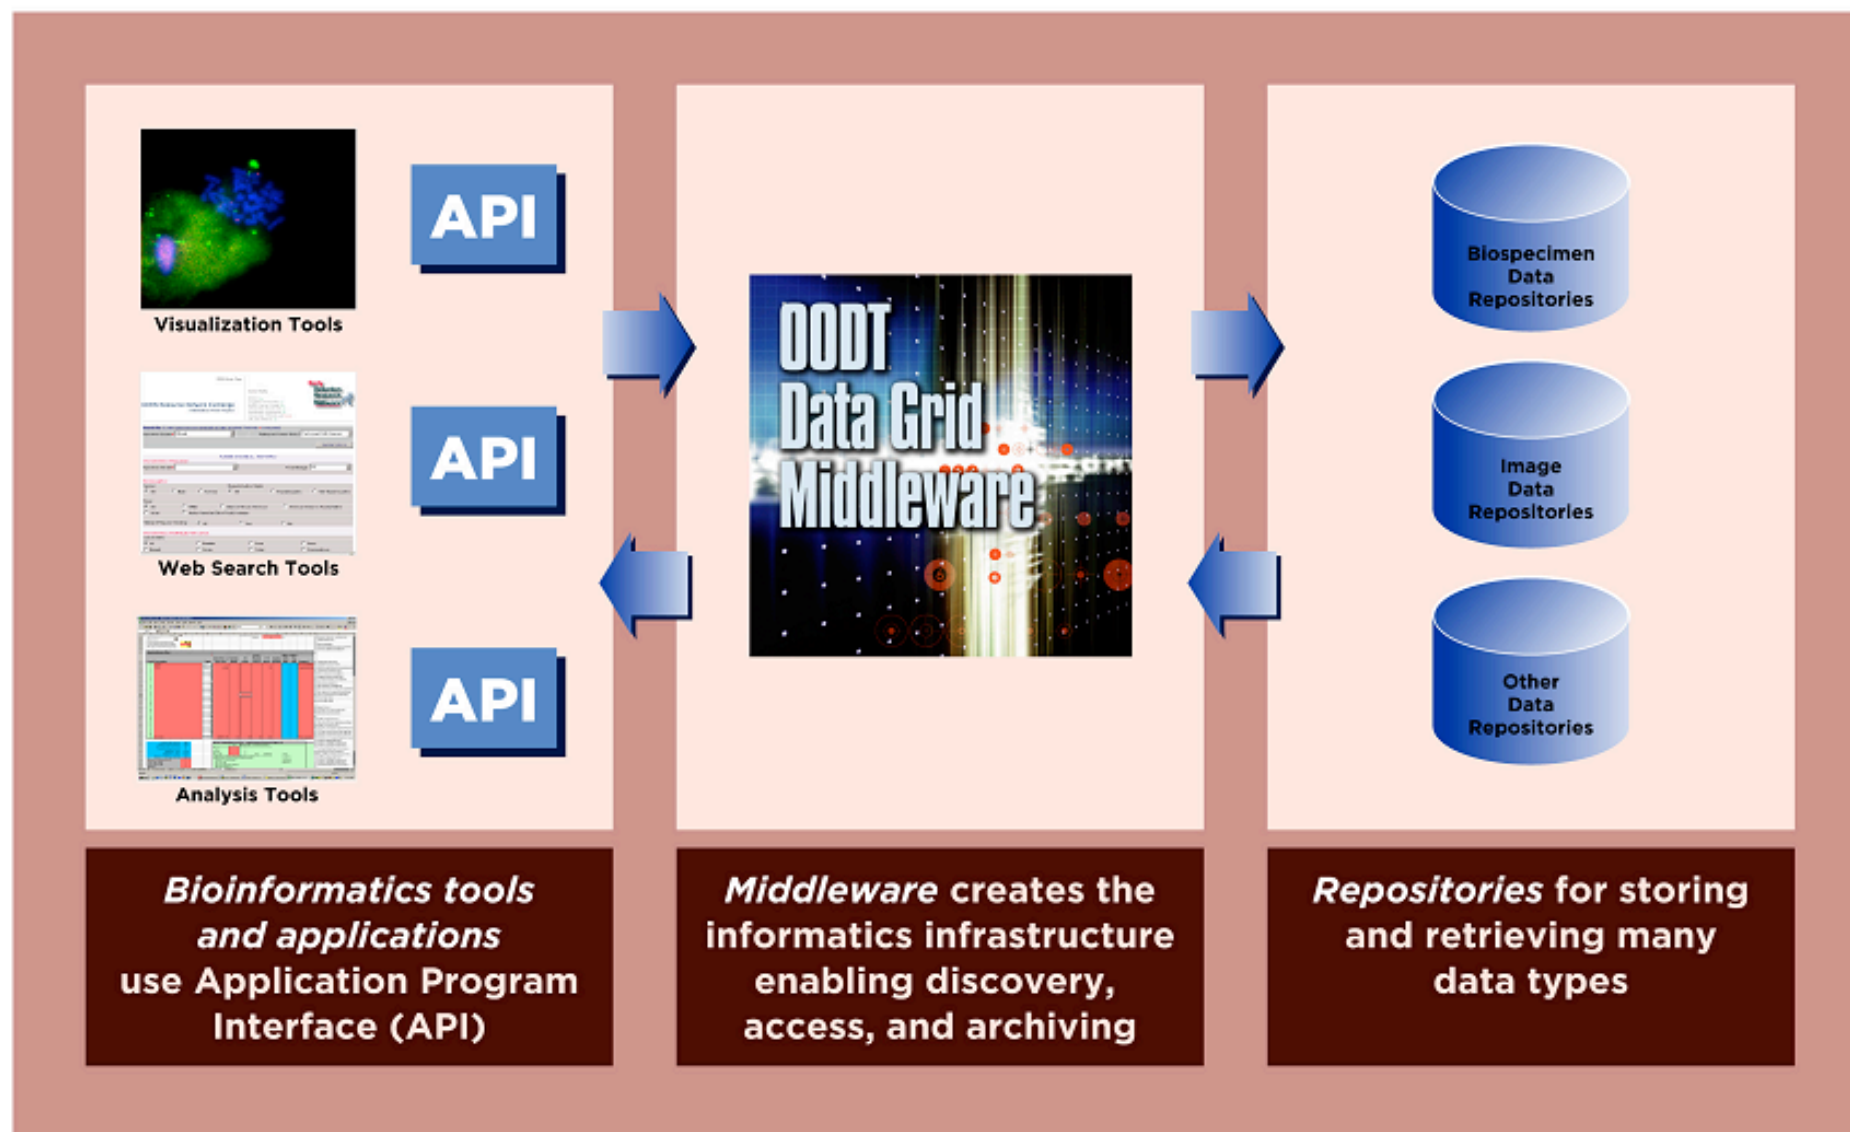 API
Visualization Tools
API
Web Search Tools
API
Analysis Tools
Bioinformatics tools
and applications
use Application Program
Interface (API)
OODT
Data Grid
Middleware
Middleware creates the
informatics infrastructure
enabling discovery,
access, and archiving
Biospecimen
Data
Repositories
Image
Data
Repositories
Other
Data
Repositories
Repositories for storing
and retrieving many
data types